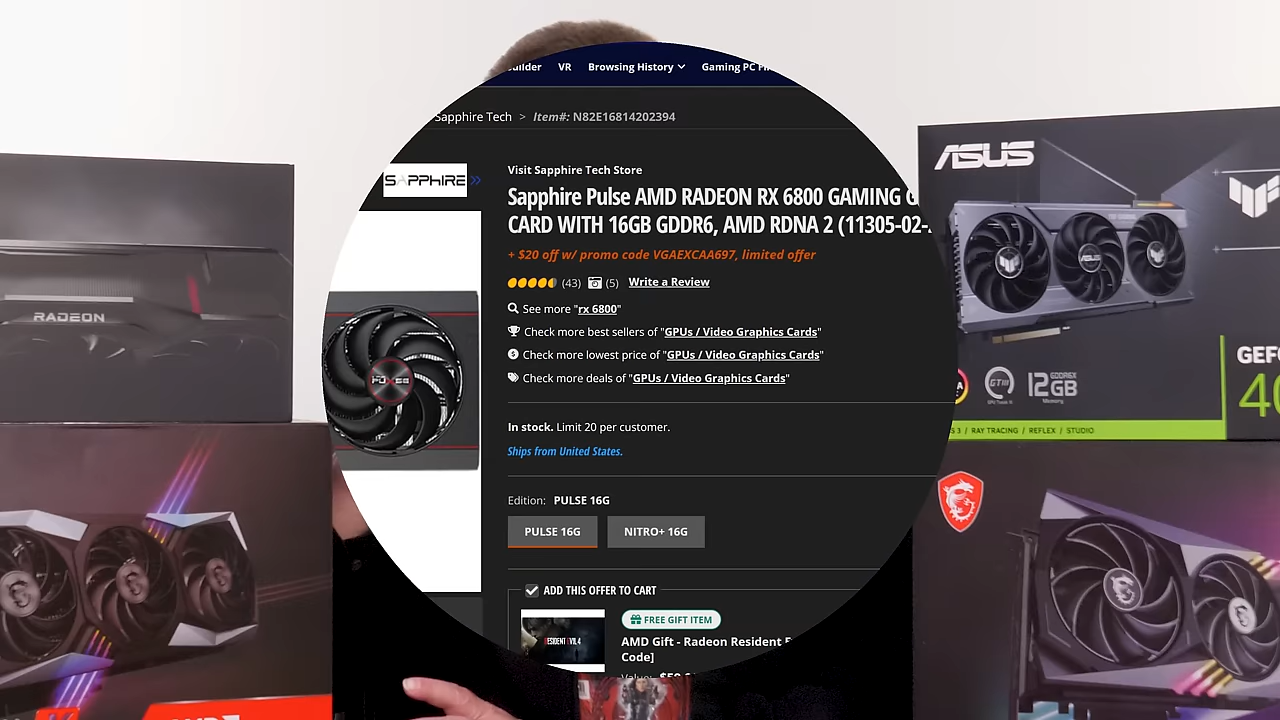 VR Browsing History Gaming PC
Sapphire Tech > Item#: N82E16814202394
SAPPHIRE
Visit Sapphire Tech Store
Sapphire Pulse AMD RADEON RX 6800 GAMING
CARD WITH 16GB GDDR6, AMD RDNA 2 (11305-02-
+ $20 off w/ promo code VGAEXCAA697, limited offer
(43) (5) Write a Review
See more "rx 6800"
Check more best sellers of "GPUs / Video Graphics Cards"
Check more lowest price of "GPUs / Video Graphics Cards"
Check more deals of "GPUs / Video Graphics Cards"
In stock. Limit 20 per customer.
Ships from United States.
Edition: PULSE 16G
PULSE 16G NITRO+ 16G
ADD THIS OFFER TO CART
FREE GIFT ITEM
AMD Gift - Radeon Resident
Code]
RESIDENT EVIL 4
RADEON
ASUS
ASUS
12GB
GDDR6X
Memory
/ RAY TRACING / REFLEX / STUDIO